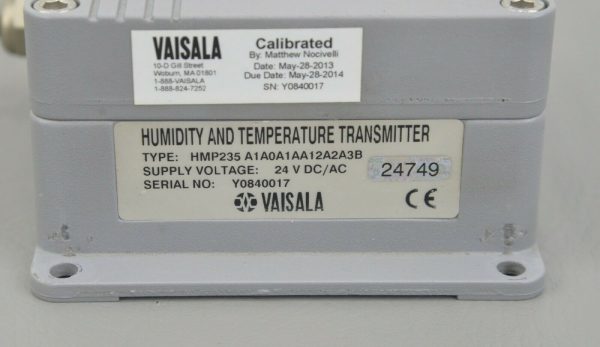 VAISALA
10-D Gill Street
Woburn, MA 01801
1-888-VAISALA
1-888-824-7252
Calibrated
By: Matthew Nocivelli
Date: May-28-2013
Due Date: May-28-2014
SN: Y0840017
HUMIDITY AND TEMPERATURE TRANSMITTER
TYPE: HMP235 A1A0A1AA12A2A3B
SUPPLY VOLTAGE: 24 V DC/AC
SERIAL NO: Y0840017
24749
VAISALA
CE